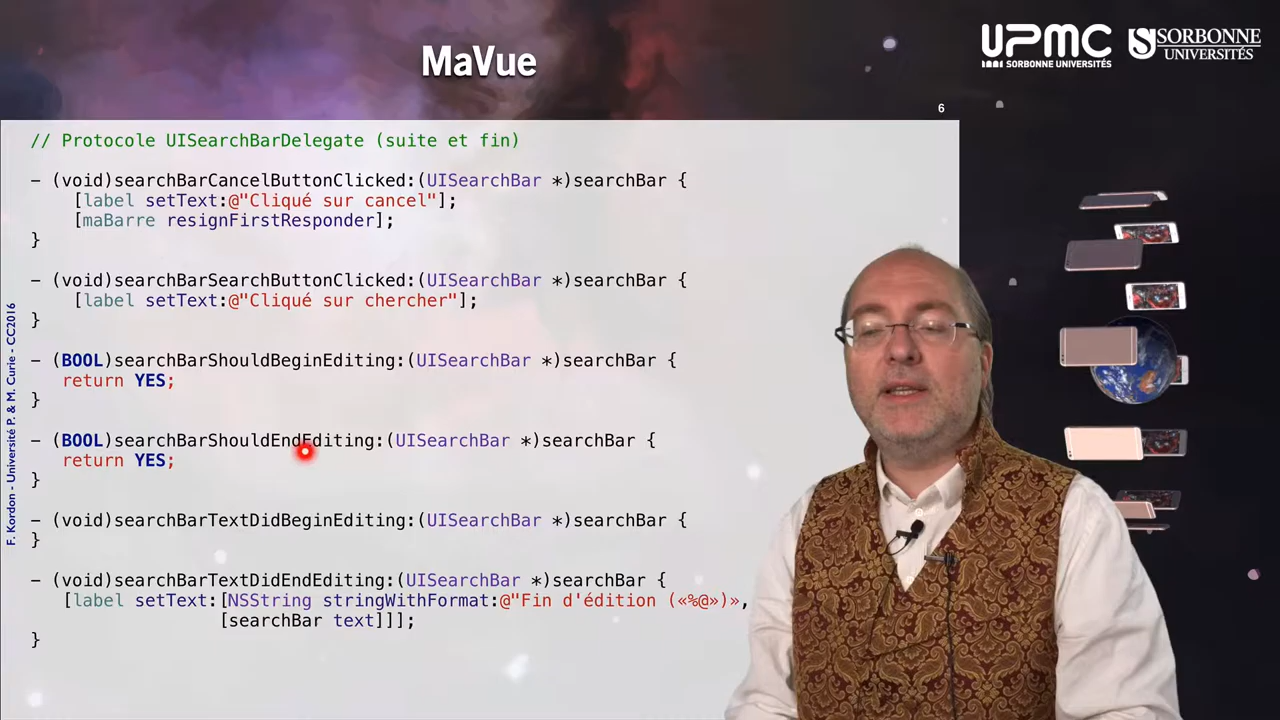 MaVue
UPMC
SORBONNE UNIVERSITÉS
SORBONNE
UNIVERSITÉS
6
// Protocole UISearchBarDelegate (suite et fin)
- (void)searchBarCancelButtonClicked:(UISearchBar *)searchBar {
[label setText:@"Cliqué sur cancel"];
[maBarre resignFirstResponder];
}
- (void)searchBarSearchButtonClicked:(UISearchBar *)searchBar {
[label setText:@"Cliqué sur chercher"];
}
- (BOOL)searchBarShouldBeginEditing:(UISearchBar *)searchBar {
return YES;
}
- (BOOL)searchBarShouldEndEditing:(UISearchBar *)searchBar {
return YES;
}
- (void)searchBarTextDidBeginEditing:(UISearchBar *)searchBar {
}
- (void)searchBarTextDidEndEditing:(UISearchBar *)searchBar {
[label setText:[NSString stringWithFormat:@"Fin d'édition («%@»)»,
[searchBar text]]];
}
F. Kordon - Université P. & M. Curie - CC2016